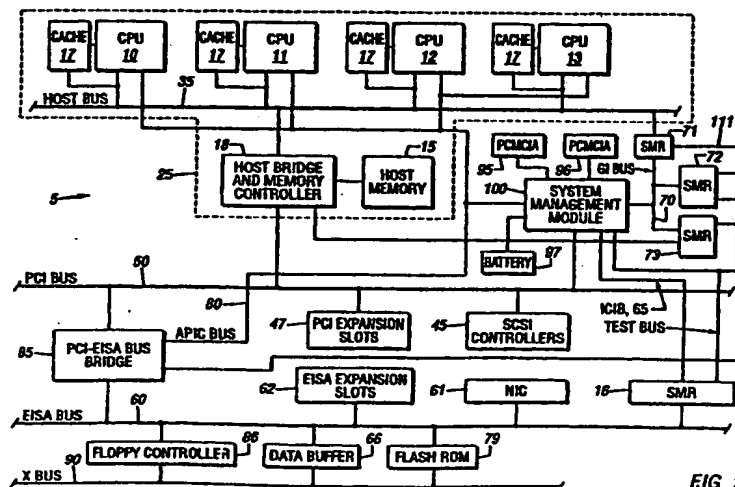 CACHE 17
CPU 10
CACHE 17
CPU 11
CACHE 17
CPU 12
CACHE 17
CPU 13
HOST BUS
35
18
HOST BRIDGE
AND MEMORY
CONTROLLER
15
HOST
MEMORY
25
5
PCMCIA
95
PCMCIA
96
GI BUS
100
SYSTEM
MANAGEMENT
MODULE
SMR
71
111
72
SMR
70
SMR
73
BATTERY
97
PCI BUS
60
80
APIC BUS
85
PCI-EISA BUS
BRIDGE
47
PCI EXPANSION
SLOTS
45
SCSI
CONTROLLERS
ICIB, 65
TEST BUS
62
EISA EXPANSION
SLOTS
61
NIC
16
SMR
EISA BUS
60
FLOPPY CONTROLLER
86
DATA BUFFER
66
FLASH ROM
79
X BUS
90
FIG.